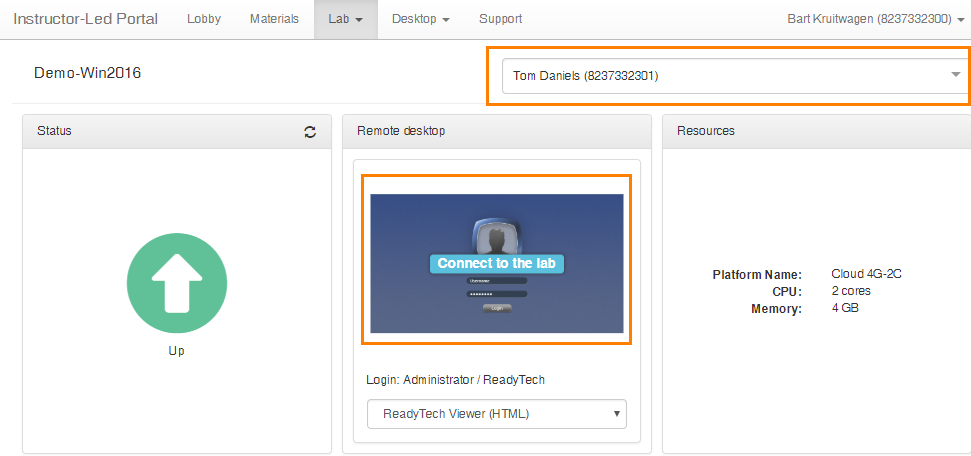 Instructor-Led Portal Lobby Materials Lab Desktop Support Bart Kruitwagen (8237332300)
Demo-Win2016 Tom Daniels (8237332301)
Status Remote desktop Resources
Connect to the lab
Username
Login
Platform Name: Cloud 4G-2C
CPU: 2 cores
Memory: 4 GB
Up
Login: Administrator / ReadyTech
ReadyTech Viewer (HTML)